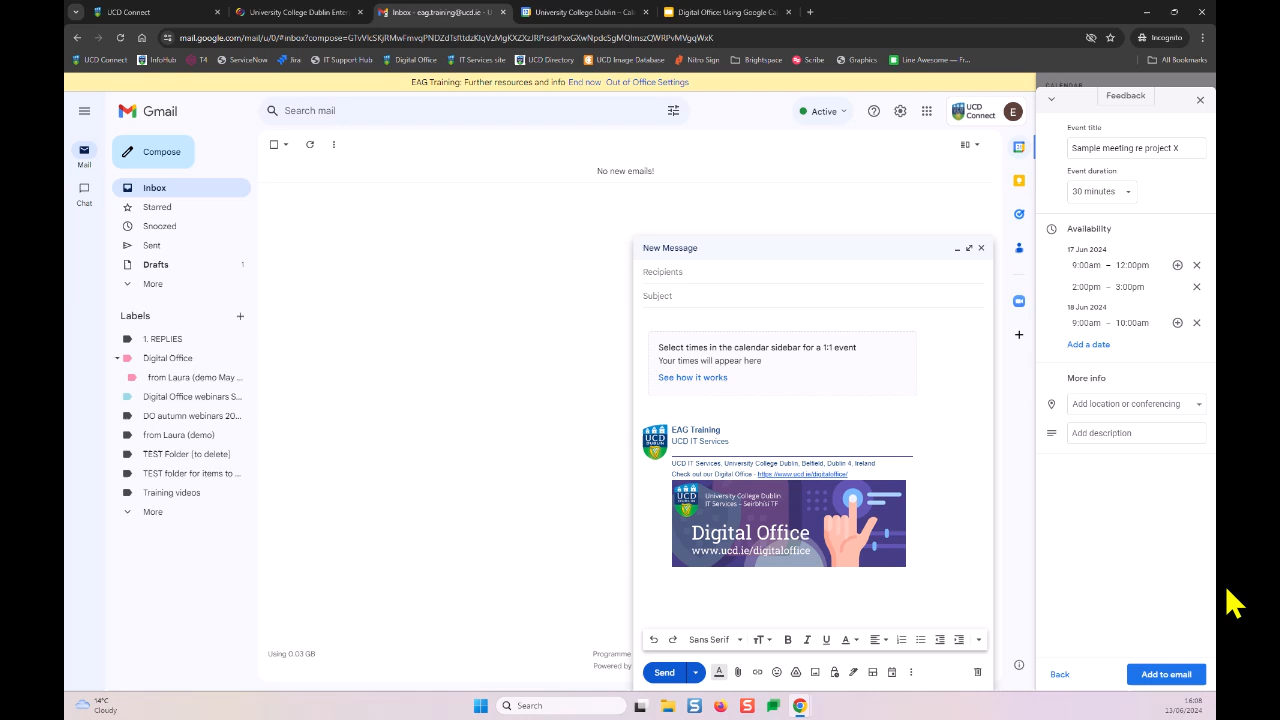 UCD Connect
University College Dublin Enter
Inbox - eag.training@ucd.ie - U
University College Dublin – Cale
Digital Office: Using Google Cal
mail.google.com/mail/u/0/#inbox?compose=
Incognito
UCD Connect
InfoHub
T4
ServiceNow
Jira
IT Support Hub
Digital Office
IT Services site
UCD Directory
UCD Image Database
Nitro Sign
Brightspace
Scribe
Graphics
Line Awesome — Fr...
All Bookmarks
EAG Training: Further resources and info End now Out of Office Settings
Gmail
Search mail
Active
UCD Connect
E
Mail
Chat
Compose
Inbox
Starred
Snoozed
Sent
Drafts 1
More
Labels
1. REPLIES
Digital Office
from Laura (demo May ...
Digital Office webinars S...
DO autumn webinars 20...
from Laura (demo)
TEST Folder [to delete]
TEST folder for items to ...
Training videos
More
No new emails!
Using 0.03 GB
Programme
Powered by
New Message
Recipients
Subject
Select times in the calendar sidebar for a 1:1 event
Your times will appear here
See how it works
UCD DUBLIN
EAG Training
UCD IT Services
UCD IT Services, University College Dublin, Belfield, Dublin 4, Ireland
Check out our Digital Office - https://www.ucd.ie/digitaloffice/
UCD DUBLIN
University College Dublin
IT Services - Seirbhísí TF
Digital Office
www.ucd.ie/digitaloffice
Sans Serif
Send
CALENDAR
Feedback
Event title
Sample meeting re project X
Event duration
30 minutes
Availability
17 Jun 2024
9:00am – 12:00pm
2:00pm – 3:00pm
18 Jun 2024
9:00am – 10:00am
Add a date
More info
Add location or conferencing
Add description
Back
Add to email
14°C
Cloudy
Search
16:08
13/06/2024